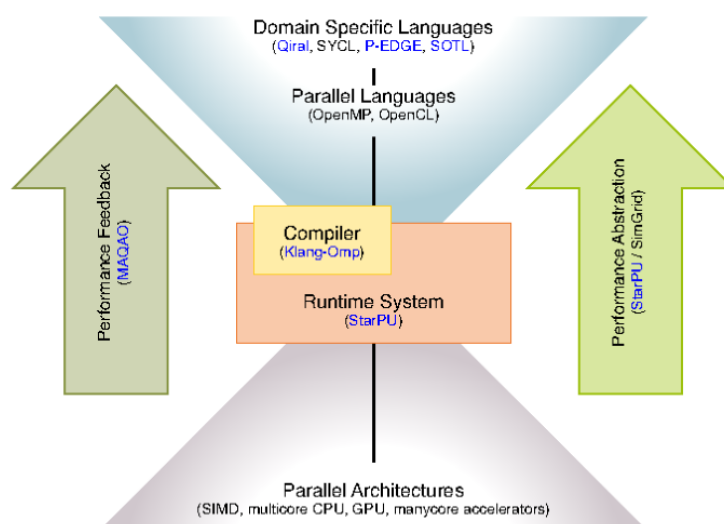 Domain Specific Languages
(Qiral, SYCL, P-EDGE, SOTL)
Parallel Languages
(OpenMP, OpenCL)
Performance Feedback
(MAQAO)
Compiler
(Klang-Omp)
Runtime System
(StarPU)
Performance Abstraction
(StarPU / SimGrid)
Parallel Architectures
(SIMD, multicore CPU, GPU, manycore accelerators)